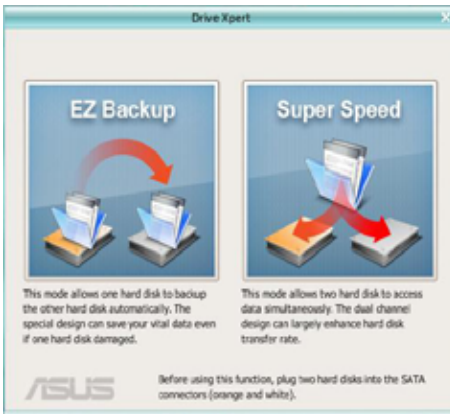 Drive Xpert
X
EZ Backup
This mode allows one hard disk to backup
the other hard disk automatically. The
special design can save your vital data even
if one hard disk damaged.
Super Speed
This mode allows two hard disk to access
data simultaneously. The dual channel
design can largely enhance hard disk
transfer rate.
ASUS
Before using this function, plug two hard disks into the SATA
connectors (orange and white).